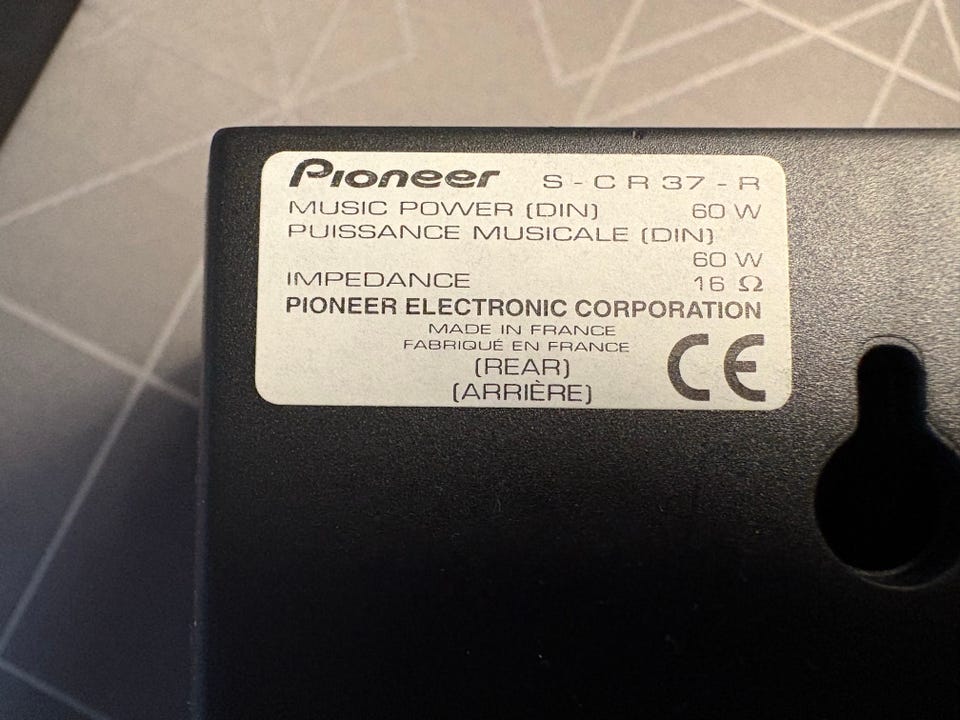 Pioneer S-CR37-R
MUSIC POWER (DIN) 60 W
PUISSANCE MUSICALE (DIN)
60 W
IMPEDANCE 16 Ω
PIONEER ELECTRONIC CORPORATION
MADE IN FRANCE
FABRIQUÉ EN FRANCE
(REAR)
(ARRIÈRE)
CE